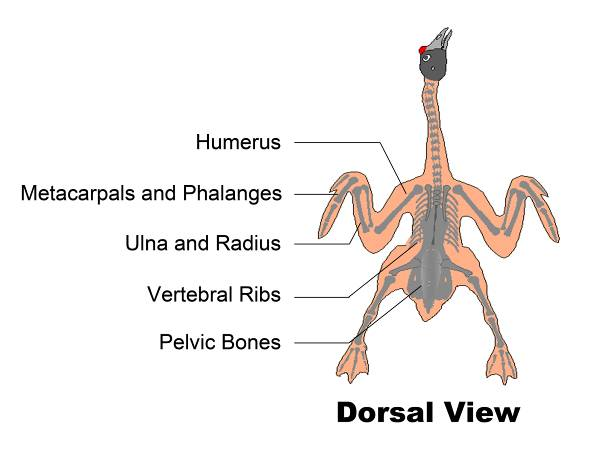 Humerus
Metacarpals and Phalanges
Ulna and Radius
Vertebral Ribs
Pelvic Bones
Dorsal View